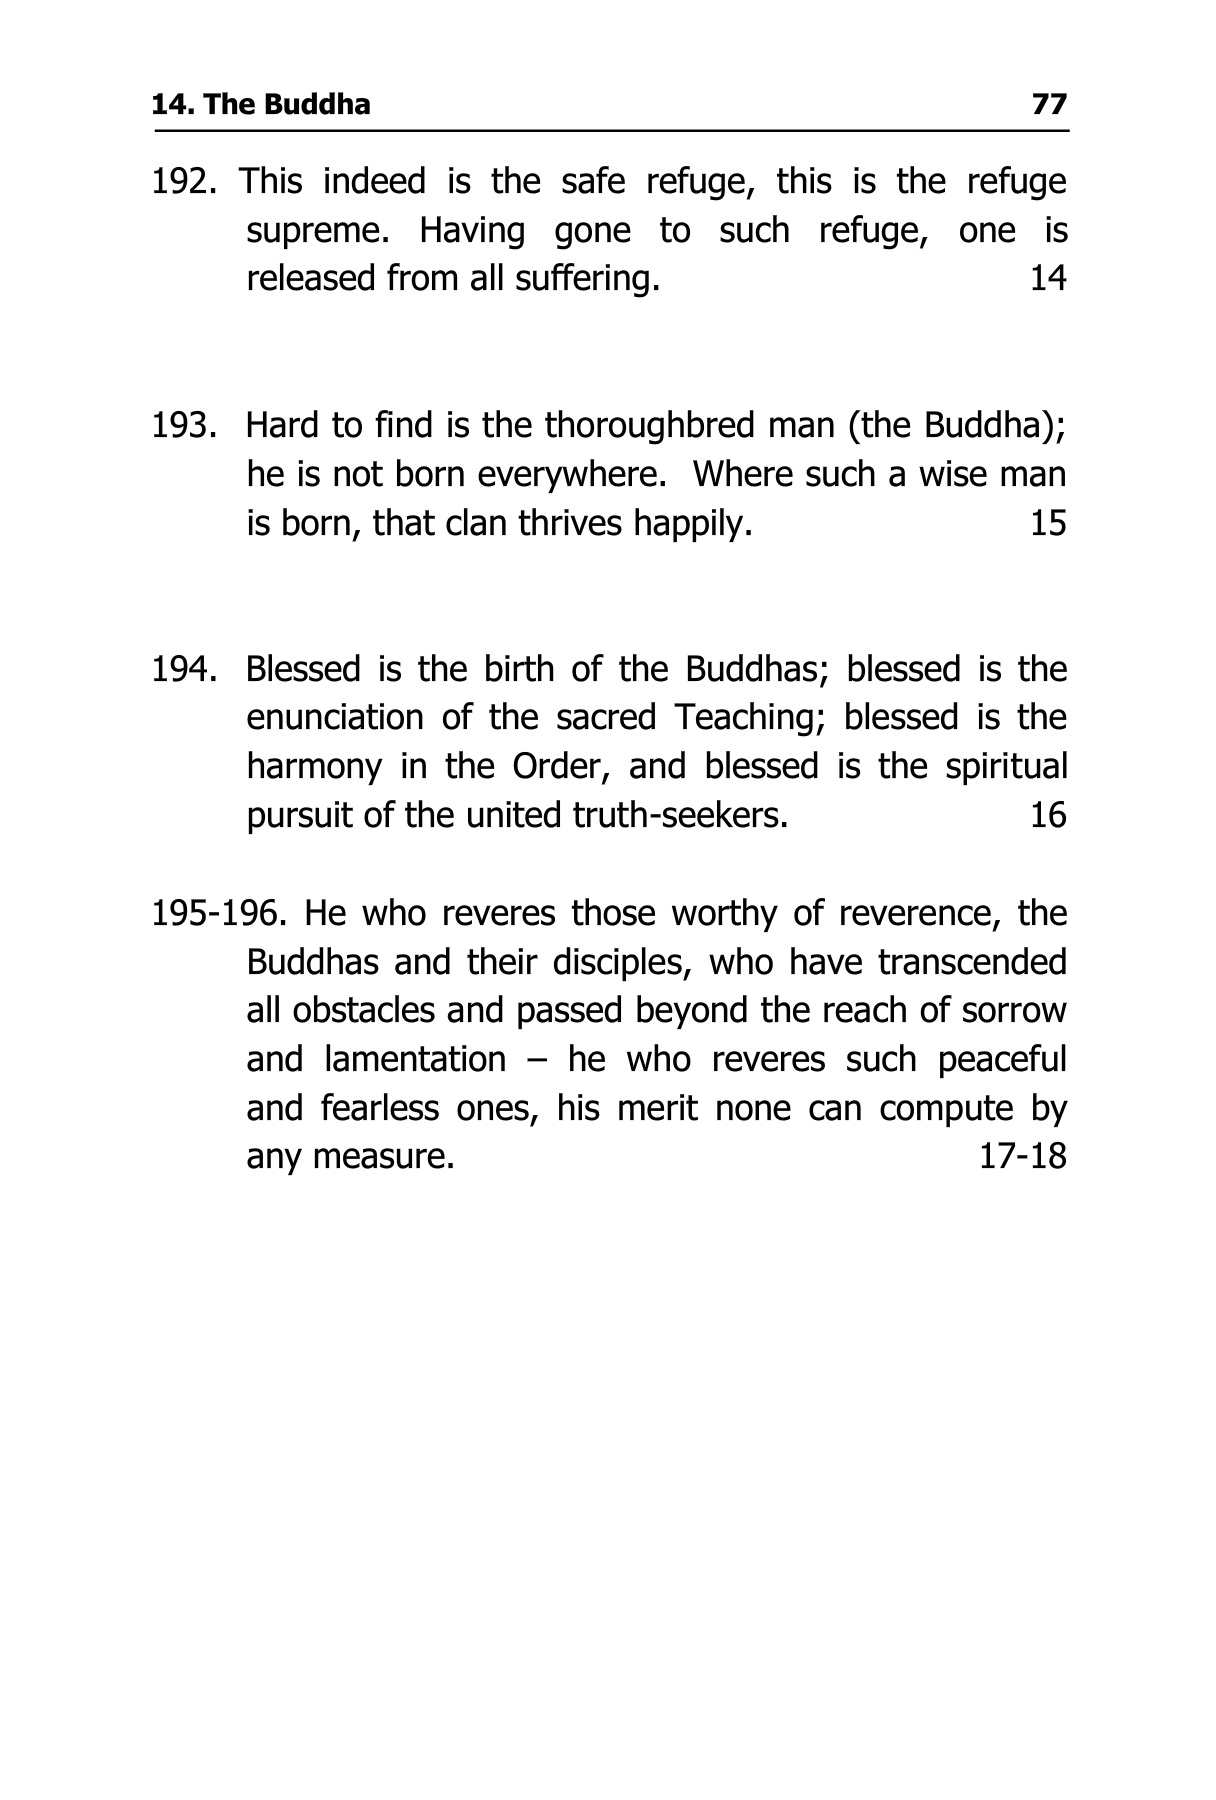 14. The Buddha 77
192. This indeed is the safe refuge, this is the refuge
supreme. Having gone to such refuge, one is
released from all suffering. 14
193. Hard to find is the thoroughbred man (the Buddha);
he is not born everywhere. Where such a wise man
is born, that clan thrives happily. 15
194. Blessed is the birth of the Buddhas; blessed is the
enunciation of the sacred Teaching; blessed is the
harmony in the Order, and blessed is the spiritual
pursuit of the united truth-seekers. 16
195-196. He who reveres those worthy of reverence, the
Buddhas and their disciples, who have transcended
all obstacles and passed beyond the reach of sorrow
and lamentation – he who reveres such peaceful
and fearless ones, his merit none can compute by
any measure. 17-18